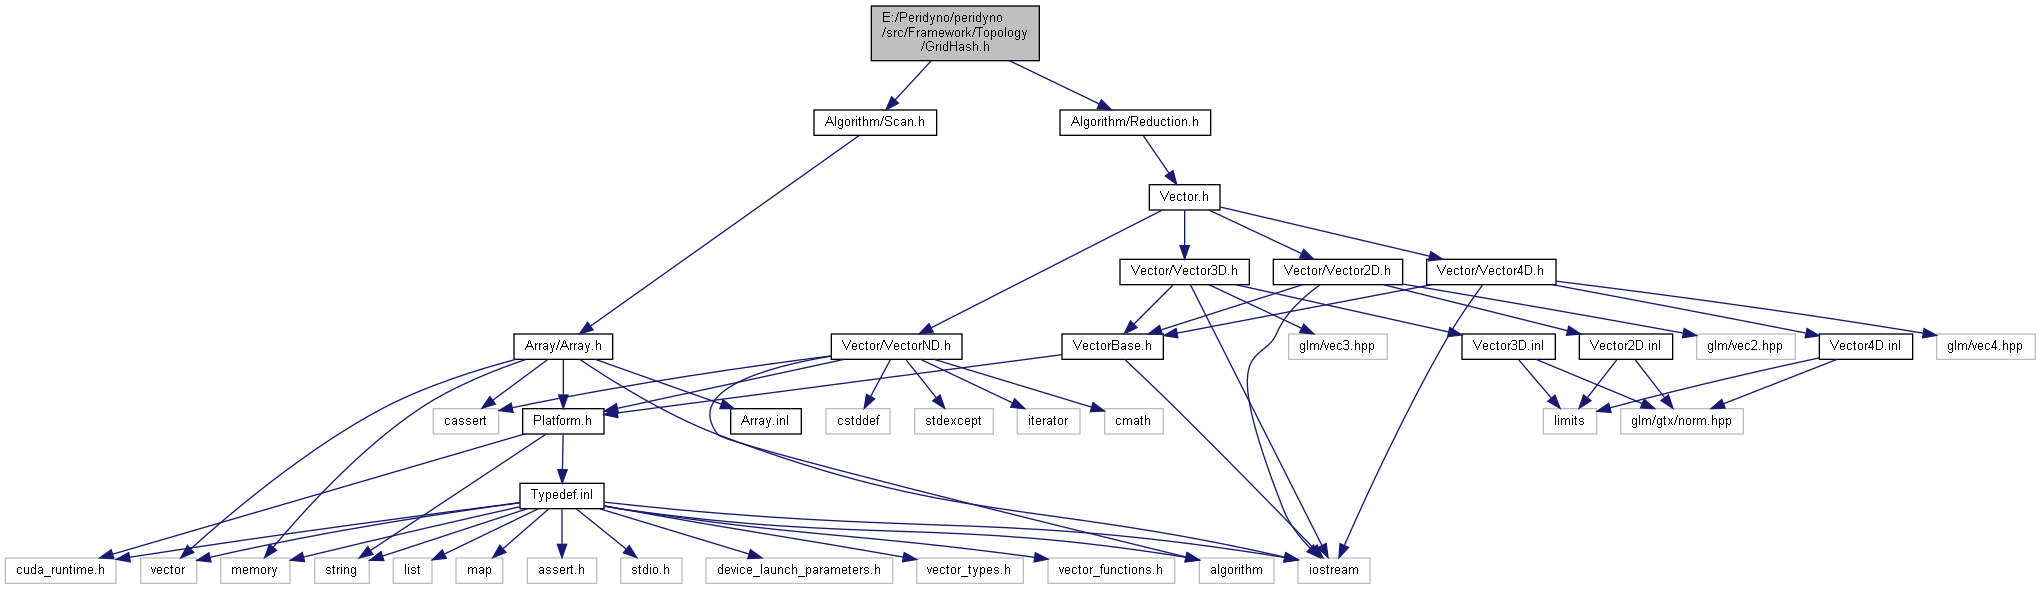 E:/Peridyno/peridyno
/src/Framework/Topology
/GridHash.h
Algorithm/Scan.h
Algorithm/Reduction.h
Vector.h
Vector/Vector3D.h
Vector/Vector2D.h
Vector/Vector4D.h
Array/Array.h
Vector/VectorND.h
VectorBase.h
glm/vec3.hpp
Vector3D.inl
Vector2D.inl
glm/vec2.hpp
Vector4D.inl
glm/vec4.hpp
cassert
Platform.h
Array.inl
cstddef
stdexcept
iterator
cmath
limits
glm/gtx/norm.hpp
Typedef.inl
cuda_runtime.h
vector
memory
string
list
map
assert.h
stdio.h
device_launch_parameters.h
vector_types.h
vector_functions.h
algorithm
iostream